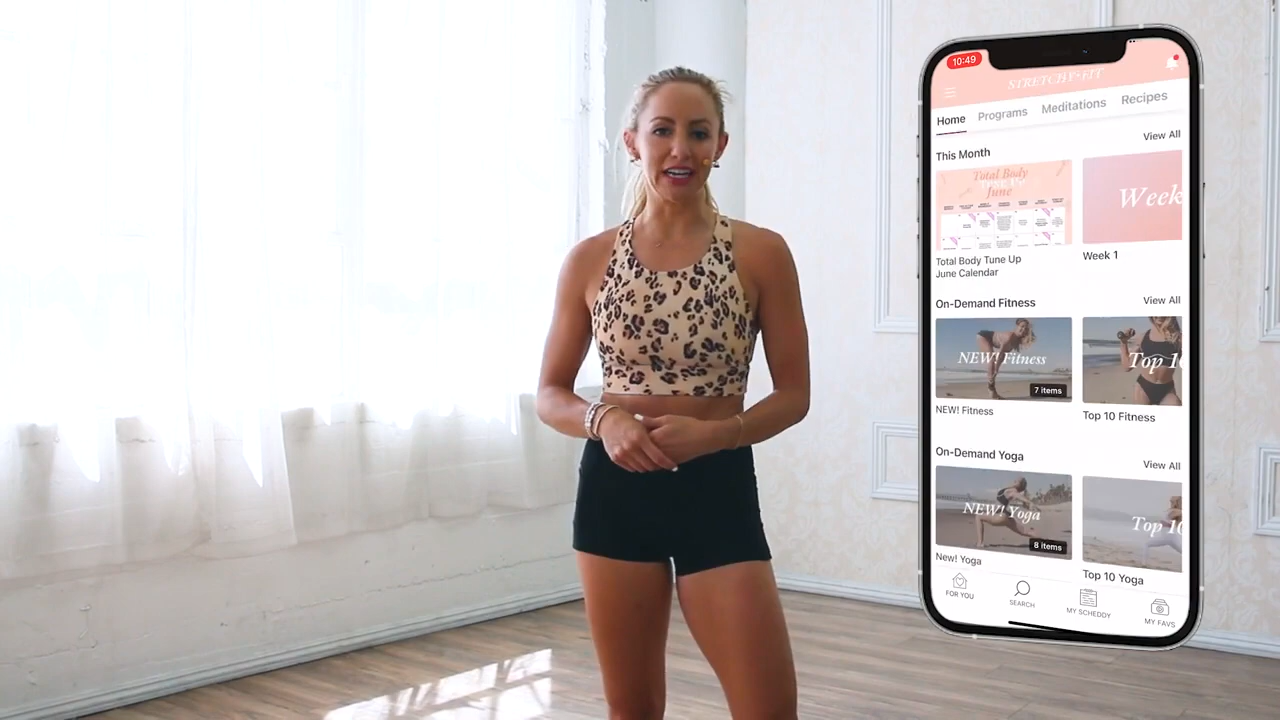 10:49
STRETCHY+FIT
Home
Programs
Meditations
Recipes
This Month
View All
Total Body
TUNE UP
June
Week
Total Body Tune Up
June Calendar
Week 1
On-Demand Fitness
View All
NEW! Fitness
7 items
Top 10
NEW! Fitness
Top 10 Fitness
On-Demand Yoga
View All
NEW! Yoga
8 items
Top 10
New! Yoga
Top 10 Yoga
FOR YOU
SEARCH
MY SCHEDDY
MY FAVS